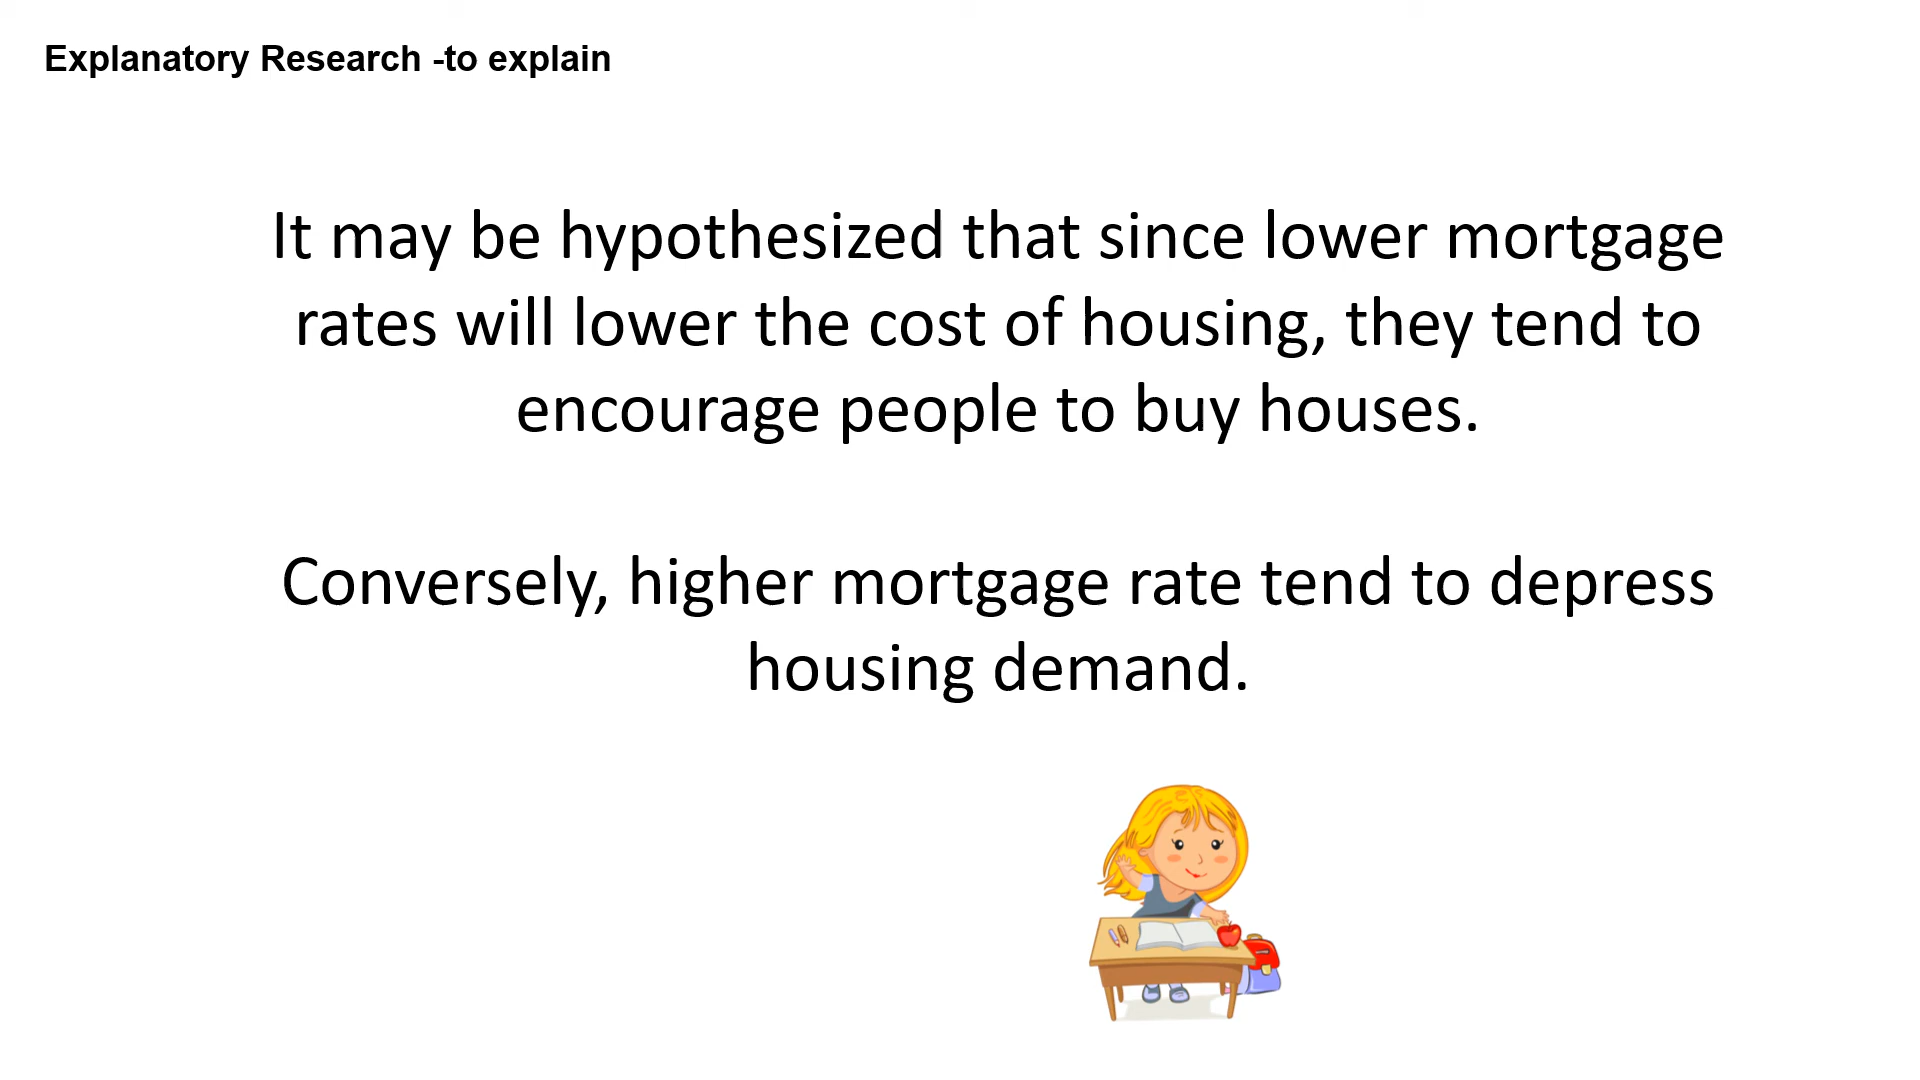 Explanatory Research -to explain
It may be hypothesized that since lower mortgage
rates will lower the cost of housing, they tend to
encourage people to buy houses.
Conversely, higher mortgage rate tend to depress
housing demand.